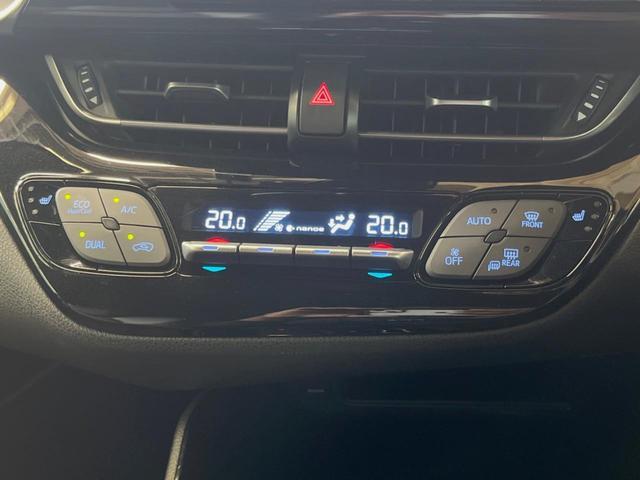 ECO
A/C
DUAL
20.0
nanoe
20.0
AUTO
FRONT
OFF
REAR